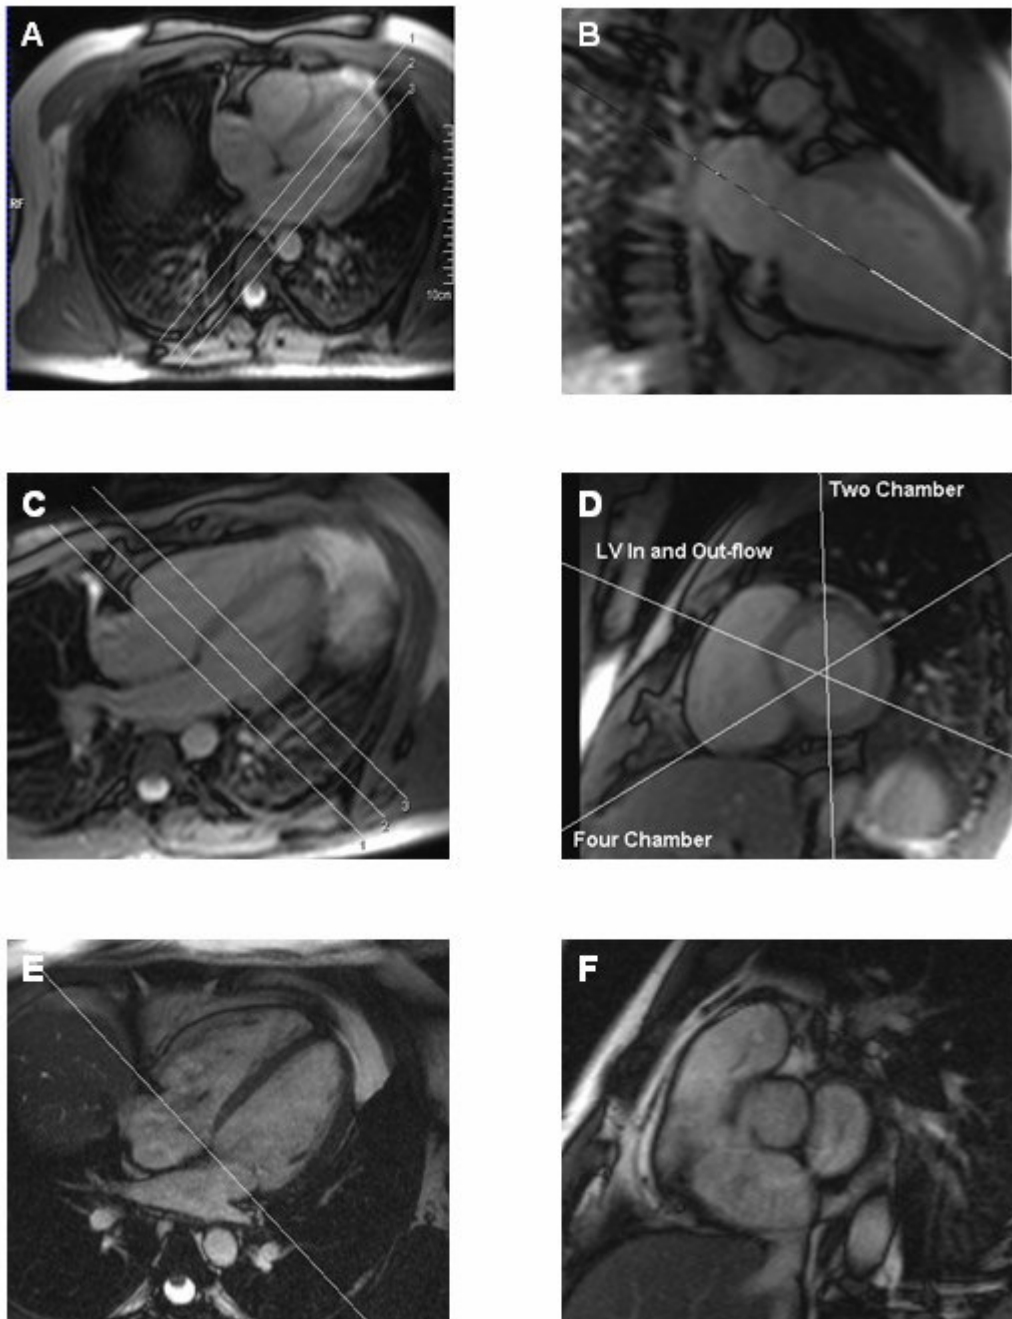 A
1
2
3
RF
10cm
B
C
3
2
1
D
Two Chamber
LV In and Out-flow
Four Chamber
E
F